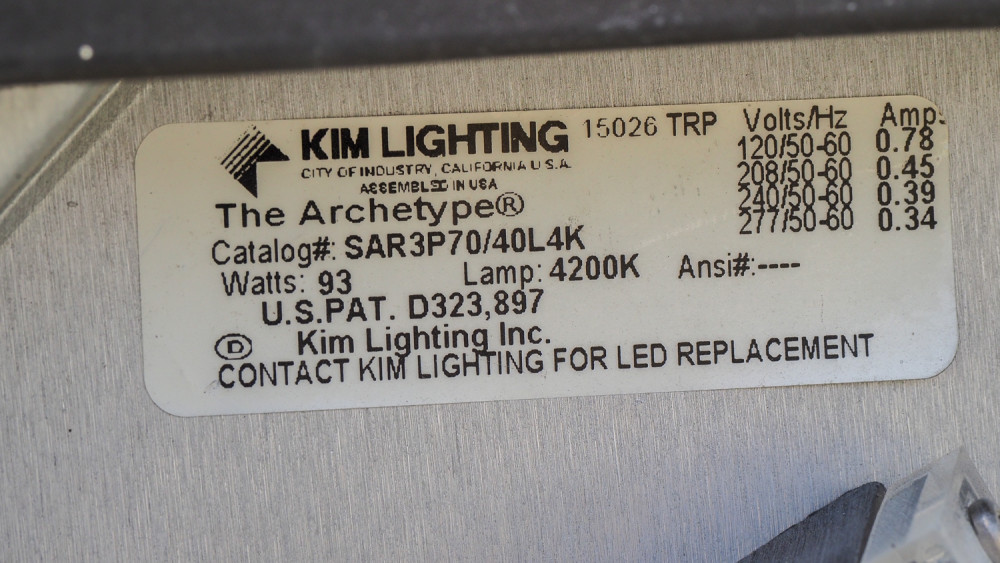 KIM LIGHTING 15026 TRP Volts/Hz Amps
CITY OF INDUSTRY, CALIFORNIA U.S.A. 120/50-60 0.78
ASSEMBLED IN USA 208/50-60 0.45
The Archetype® 240/50-60 0.39
277/50-60 0.34
Catalog#: SAR3P70/40L4K
Watts: 93 Lamp: 4200K Ansi#:----
U.S.PAT. D323,897
D Kim Lighting Inc.
CONTACT KIM LIGHTING FOR LED REPLACEMENT